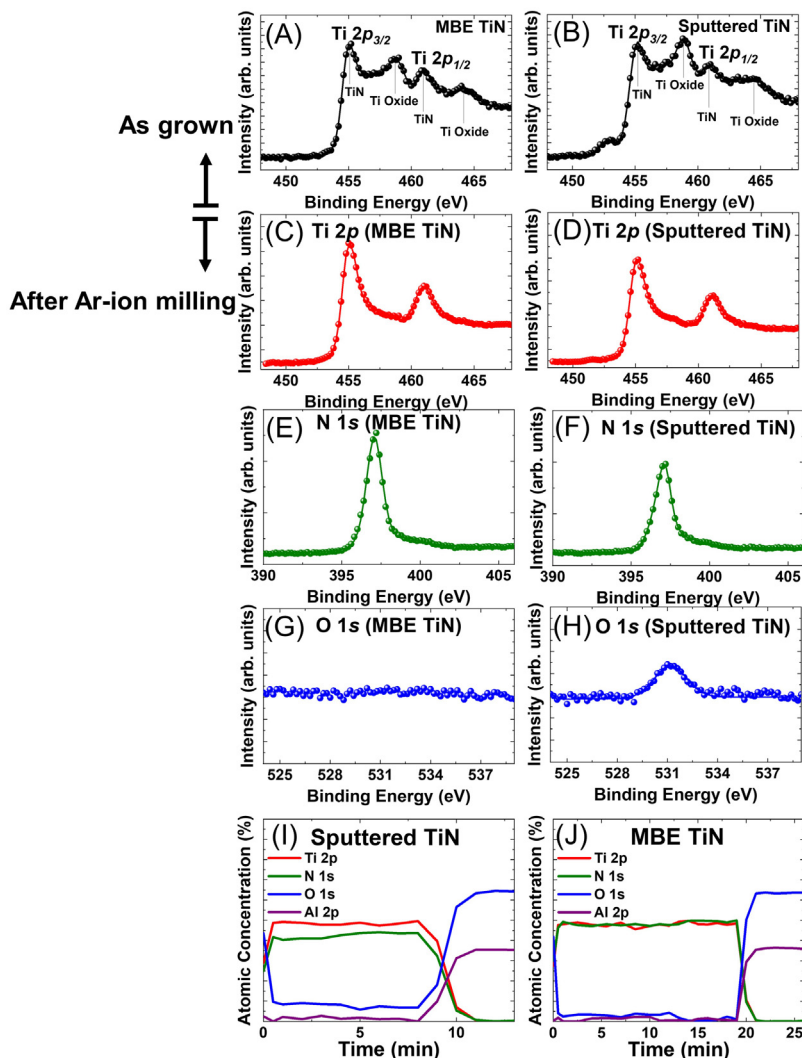 (A)
MBE TiN
Ti 2p3/2
Ti 2p1/2
TiN
Ti Oxide
TiN
Ti Oxide
Intensity (arb. units)
450 455 460 465
Binding Energy (eV)
(B)
Sputtered TiN
Ti 2p3/2
Ti 2p1/2
TiN
Ti Oxide
TiN
Ti Oxide
Intensity (arb. units)
450 455 460 465
Binding Energy (eV)
As grown
After Ar-ion milling
(C)
Ti 2p (MBE TiN)
Intensity (arb. units)
450 455 460 465
Binding Energy (eV)
(D)
Ti 2p (Sputtered TiN)
Intensity (arb. units)
450 455 460 465
Binding Energy (eV)
(E)
N 1s (MBE TiN)
Intensity (arb. units)
390 395 400 405
Binding Energy (eV)
(F)
N 1s (Sputtered TiN)
Intensity (arb. units)
390 395 400 405
Binding Energy (eV)
(G)
O 1s (MBE TiN)
Intensity (arb. units)
525 528 531 534 537
Binding Energy (eV)
(H)
O 1s (Sputtered TiN)
Intensity (arb. units)
525 528 531 534 537
Binding Energy (eV)
(I)
Sputtered TiN
Ti 2p
N 1s
O 1s
Al 2p
Atomic Concentration (%)
0 5 10
Time (min)
(J)
MBE TiN
Ti 2p
N 1s
O 1s
Al 2p
Atomic Concentration (%)
0 5 10 15 20 25
Time (min)